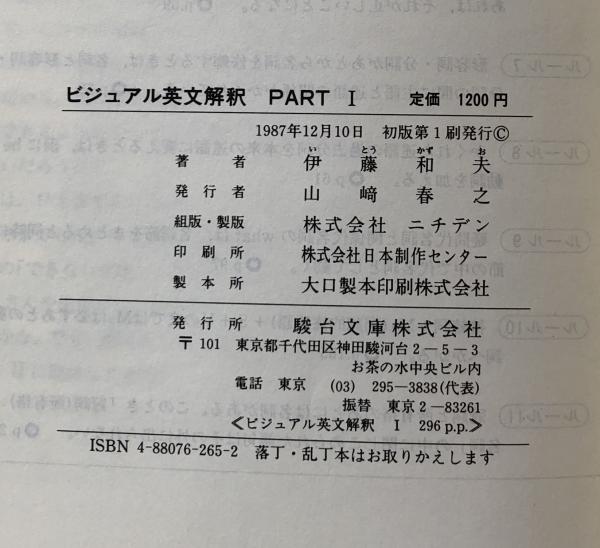 ビジュアル英文解釈 PART I 定価 1200円
1987年12月10日 初版第1刷発行©
い とう かず お
著者 伊藤和夫
発行者 山﨑春之
組版・製版 株式会社 ニチデン
印刷所 株式会社日本制作センター
製本所 大口製本印刷株式会社
発行所 駿台文庫株式会社
〒101 東京都千代田区神田駿河台2-5-3
お茶の水中央ビル内
電話 東京 (03) 295-3838(代表)
振替 東京2-83261
≪ビジュアル英文解釈 I 296p.p.≫
ISBN 4-88076-265-2 落丁・乱丁本はお取りかえします